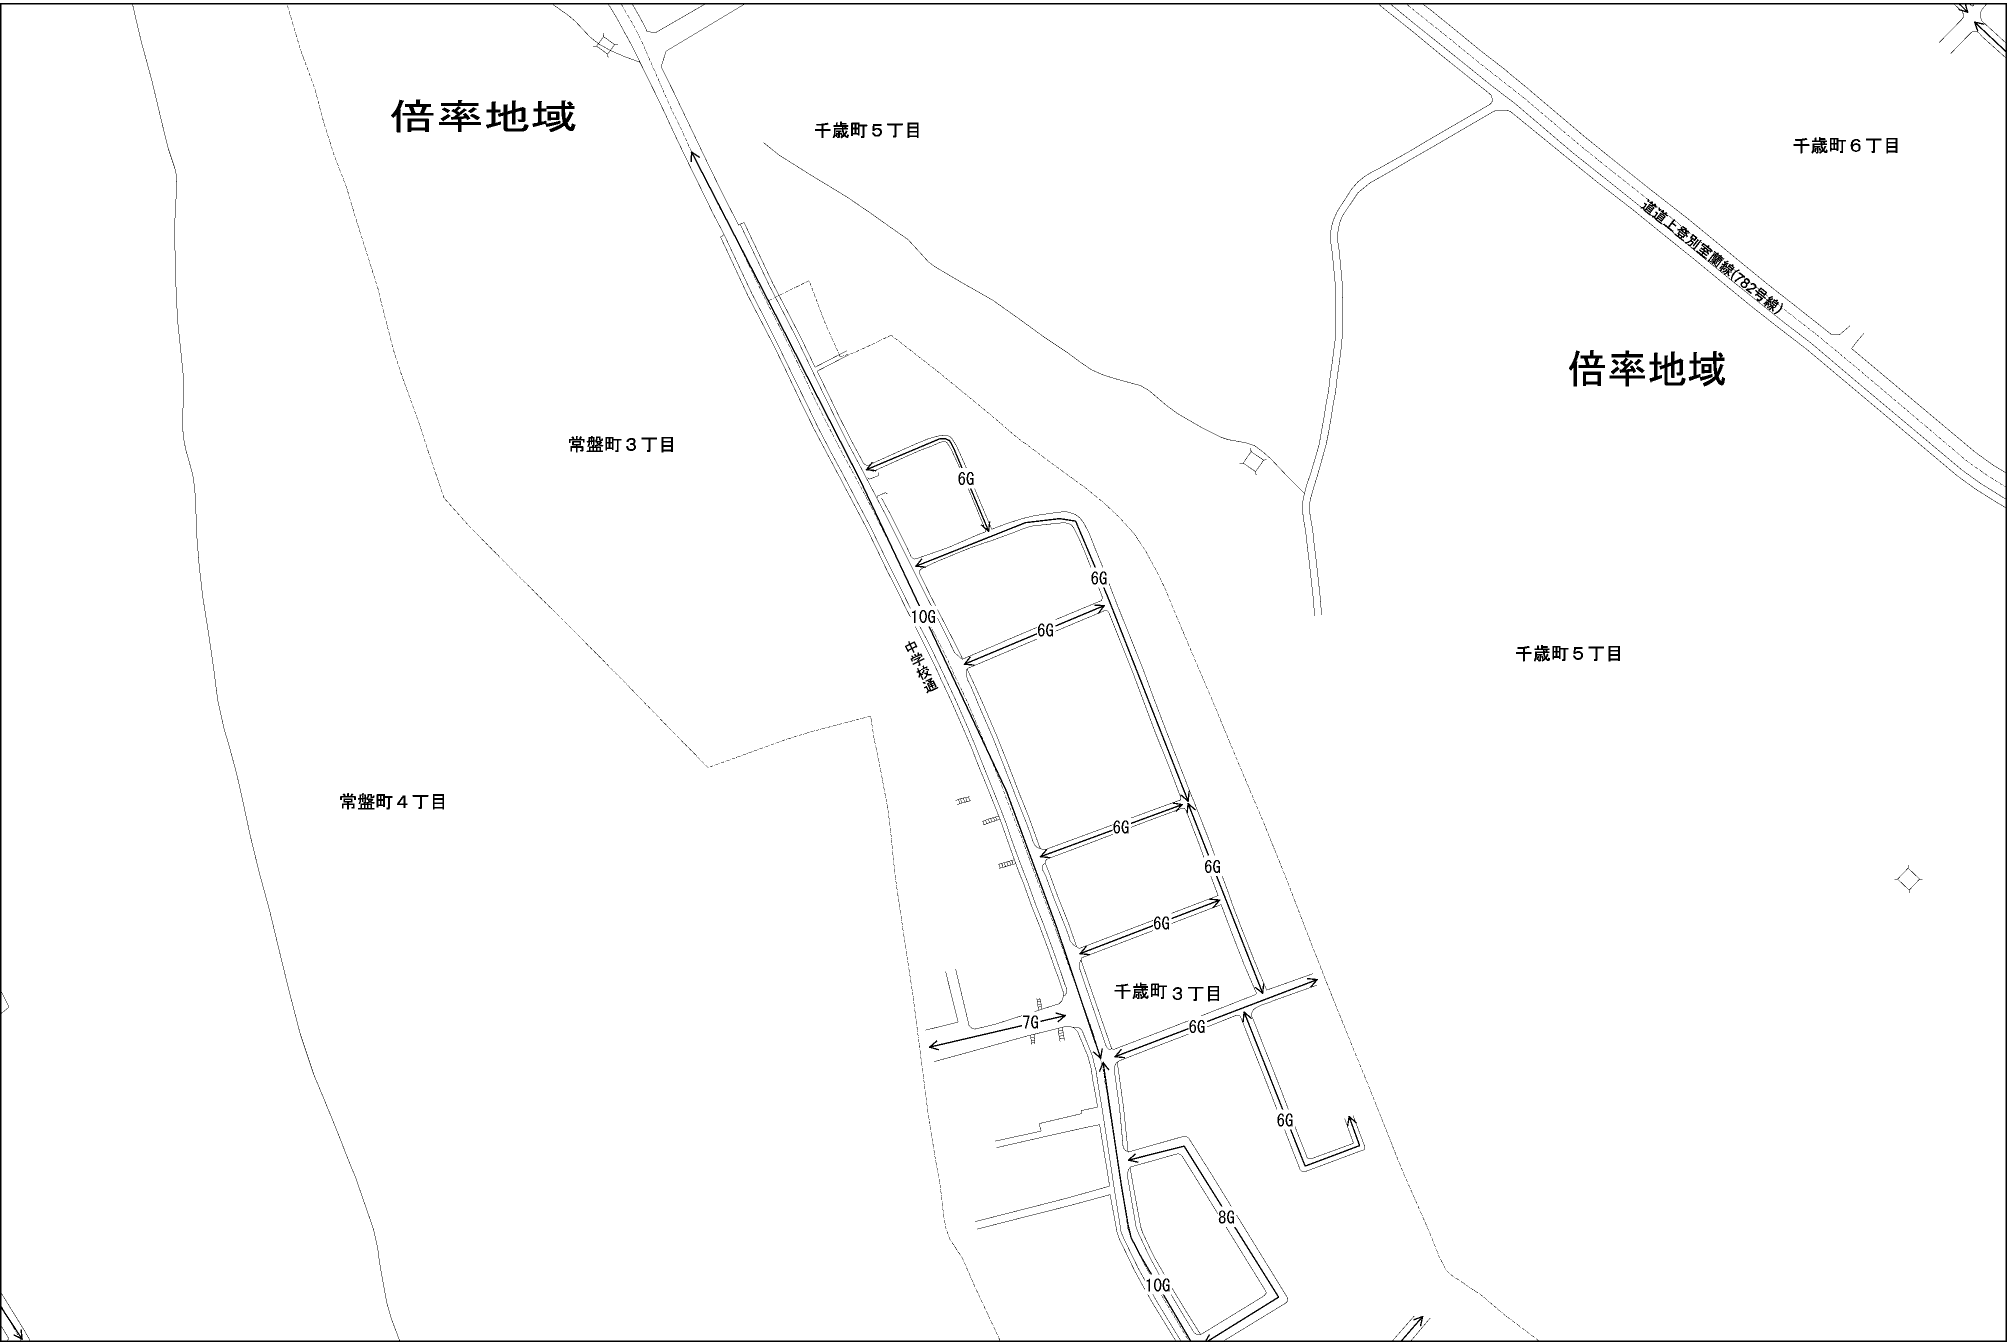 倍率地域
千歳町5丁目
千歳町6丁目
道道上登別室蘭線(782号線)
倍率地域
常盤町3丁目
6G
6G
10G
6G
中学校通
千歳町5丁目
常盤町4丁目
6G
6G
6G
千歳町3丁目
7G
6G
6G
8G
10G